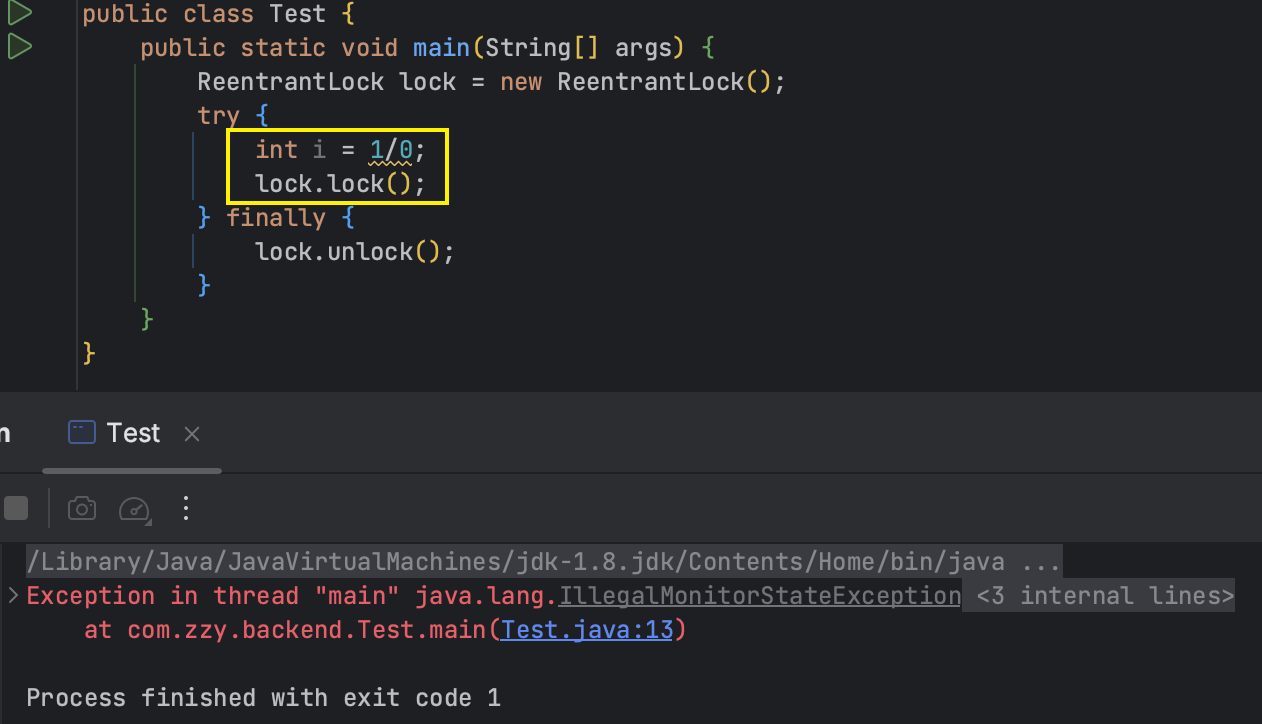 public class Test {
public static void main(String[] args) {
ReentrantLock lock = new ReentrantLock();
try {
int i = 1/0;
lock.lock();
} finally {
lock.unlock();
}
}
}
n
Test ×
/Library/Java/JavaVirtualMachines/jdk-1.8.jdk/Contents/Home/bin/java ...
Exception in thread "main" java.lang.IllegalMonitorStateException <3 internal lines>
at com.zzy.backend.Test.main(Test.java:13)
Process finished with exit code 1